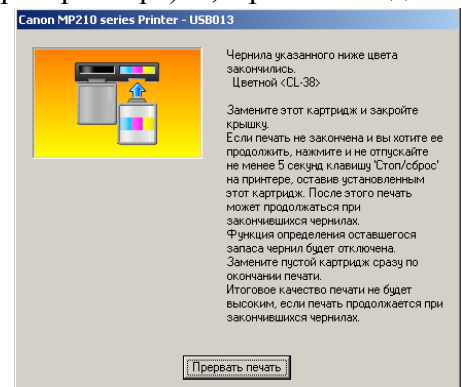 Canon MP210 series Printer - USB013
Чернила указанного ниже цвета
закончились.
Цветной <CL-38>
Замените этот картридж и закройте
крышку.
Если печать не закончена и вы хотите ее
продолжить, нажмите и не отпускайте
не менее 5 секунд клавишу 'Стоп/сброс'
на принтере, оставив установленным
этот картридж. После этого печать
может продолжаться при
закончившихся чернилах.
Функция определения оставшегося
запаса чернил будет отключена.
Замените пустой картридж сразу по
окончании печати.
Итоговое качество печати не будет
высоким, если печать продолжается при
закончившихся чернилах.
Прервать печать